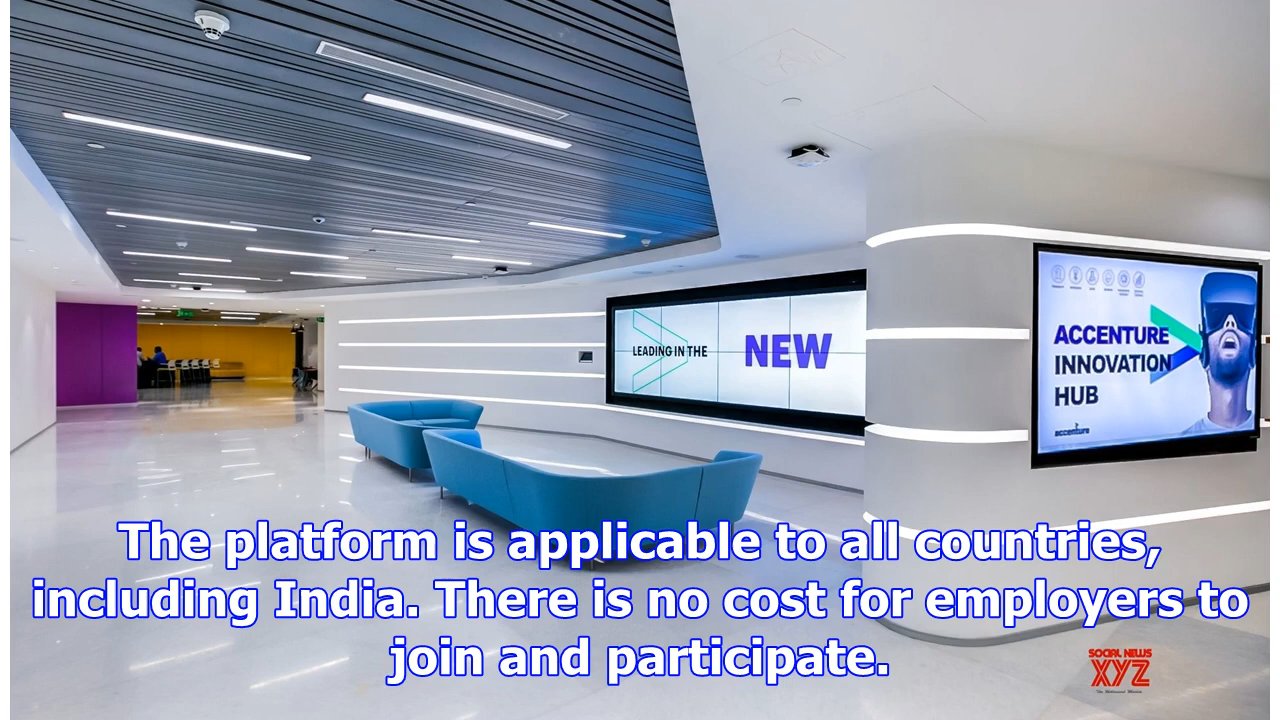 LEADING IN THE
NEW
ACCENTURE
INNOVATION
HUB
accenture
The platform is applicable to all countries,
including India. There is no cost for employers to
join and participate.
SOCIAL NEWS
XYZ